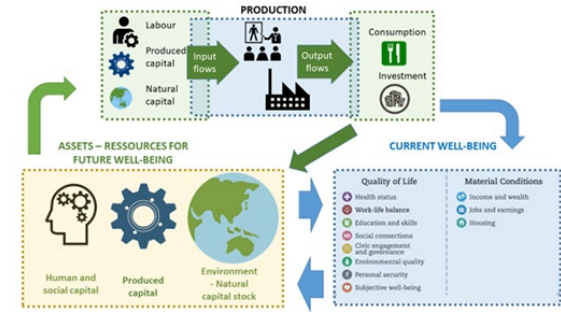 PRODUCTION
Labour
Produced
capital
Natural
capital
Input
flows
Output
flows
Consumption
Investment
ASSETS – RESSOURCES FOR
FUTURE WELL-BEING
CURRENT WELL-BEING
Human and
social capital
Produced
capital
Environment
- Natural
capital stock
Quality of Life
Health status
Work-life balance
Education and skills
Social connections
Civic engagement
and governance
Environmental quality
Personal security
Subjective well-being
Material Conditions
Income and wealth
Jobs and earnings
Housing